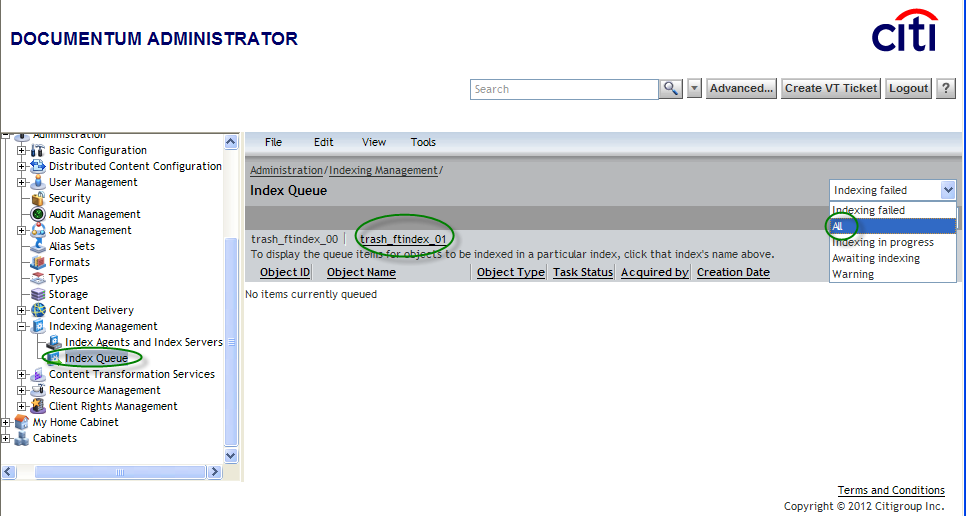 citi
DOCUMENTUM ADMINISTRATOR
Search
Advanced...
Create VT Ticket
Logout
?
Administration
Basic Configuration
Distributed Content Configuration
User Management
Security
Audit Management
Job Management
Alias Sets
Formats
Types
Storage
Content Delivery
Indexing Management
Index Agents and Index Servers
Index Queue
Content Transformation Services
Resource Management
Client Rights Management
My Home Cabinet
Cabinets
File Edit View Tools
Administration/Indexing Management/
Index Queue
Indexing failed
Indexing failed
All
Indexing in progress
Awaiting indexing
Warning
trash_ftindex_00 | trash_ftindex_01
To display the queue items for objects to be indexed in a particular index, click that index's name above.
Object ID Object Name Object Type Task Status Acquired by Creation Date
No items currently queued
Terms and Conditions
Copyright © 2012 Citigroup Inc.